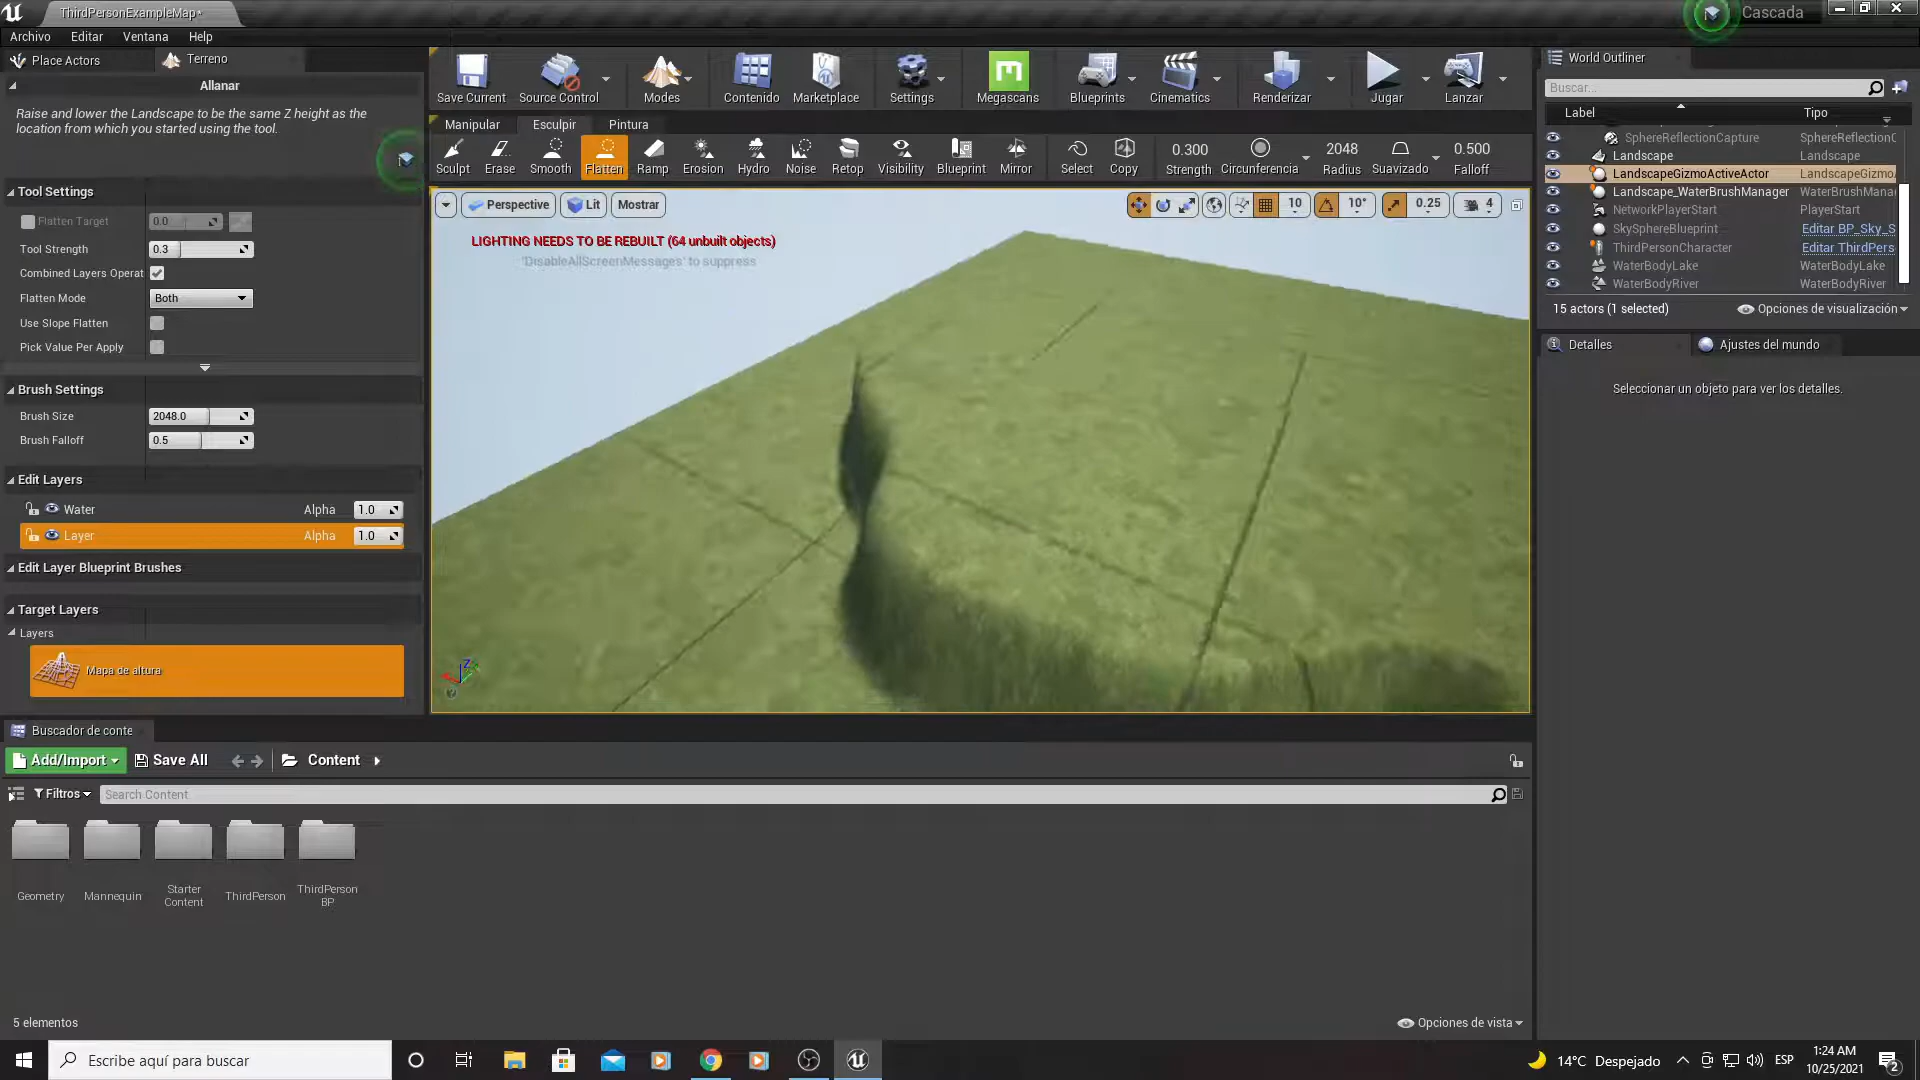 ThirdPersonExampleMap*
Cascada
Archivo Editar Ventana Help
Place Actors
Terreno
Allanar
Raise and lower the Landscape to be the same Z height as the
location from which you started using the tool.
Tool Settings
Flatten Target 0.0
Tool Strength 0.3
Combined Layers Operat
Flatten Mode Both
Use Slope Flatten
Pick Value Per Apply
Brush Settings
Brush Size 2048.0
Brush Falloff 0.5
Edit Layers
Water Alpha 1.0
Layer Alpha 1.0
Edit Layer Blueprint Brushes
Target Layers
Layers
Mapa de altura
Save Current Source Control Modes Contenido Marketplace Settings Megascans Blueprints Cinematics Renderizar Jugar Lanzar
Manipular Esculpir Pintura
Sculpt Erase Smooth Flatten Ramp Erosion Hydro Noise Retop Visibility Blueprint Mirror Select Copy
0.300 2048 0.500
Strength Circunferencia Radius Suavizado Falloff
Perspective Lit Mostrar
10 10° 0.25 4
LIGHTING NEEDS TO BE REBUILT (64 unbuilt objects)
'DisableAllScreenMessages' to suppress
World Outliner
Buscar...
Label Tipo
SphereReflectionCapture SphereReflectionC
Landscape Landscape
LandscapeGizmoActiveActor LandscapeGizmo
Landscape_WaterBrushManager WaterBrushMana
NetworkPlayerStart PlayerStart
SkySphereBlueprint Editar BP_Sky_S
ThirdPersonCharacter Editar ThirdPers
WaterBodyLake WaterBodyLake
WaterBodyRiver WaterBodyRiver
15 actors (1 selected) Opciones de visualización
Detalles
Ajustes del mundo
Seleccionar un objeto para ver los detalles.
Buscador de conte
Add/Import Save All Content
Filtros Search Content
Geometry
Mannequin
Starter
Content
ThirdPerson
ThirdPerson
BP
5 elementos
Opciones de vista
Escribe aquí para buscar
14°C Despejado
ESP
1:24 AM
10/25/2021
2